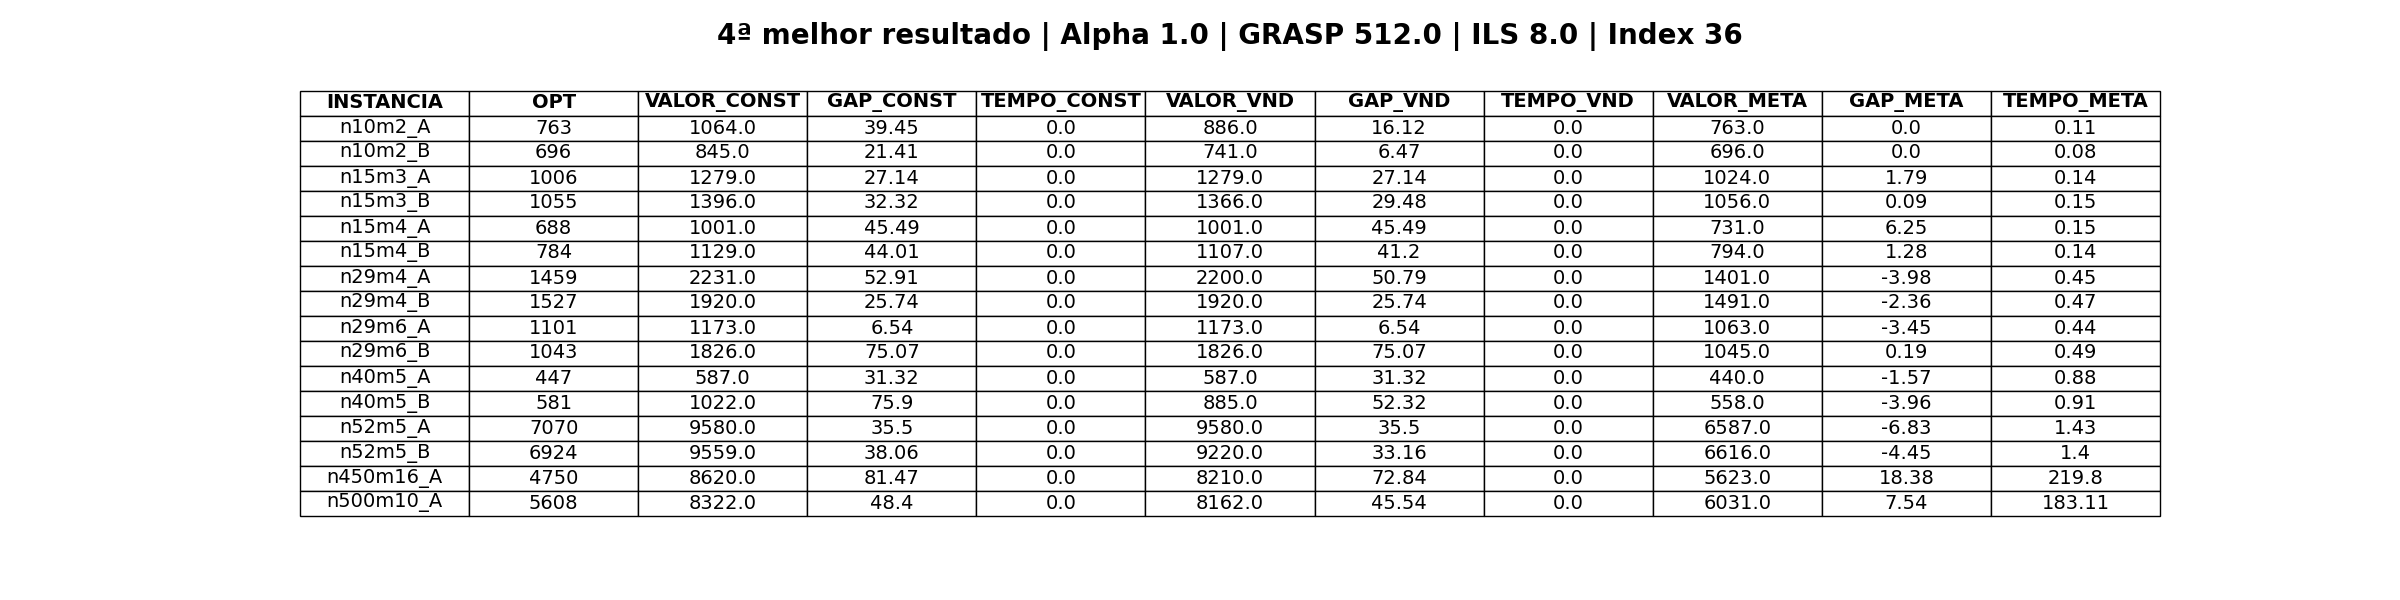 4ª melhor resultado | Alpha 1.0 | GRASP 512.0 | ILS 8.0 | Index 36
INSTANCIA OPT VALOR_CONST GAP_CONST TEMPO_CONST VALOR_VND GAP_VND TEMPO_VND VALOR_META GAP_META TEMPO_META
n10m2_A 763 1064.0 39.45 0.0 886.0 16.12 0.0 763.0 0.0 0.11
n10m2_B 696 845.0 21.41 0.0 741.0 6.47 0.0 696.0 0.0 0.08
n15m3_A 1006 1279.0 27.14 0.0 1279.0 27.14 0.0 1024.0 1.79 0.14
n15m3_B 1055 1396.0 32.32 0.0 1366.0 29.48 0.0 1056.0 0.09 0.15
n15m4_A 688 1001.0 45.49 0.0 1001.0 45.49 0.0 731.0 6.25 0.15
n15m4_B 784 1129.0 44.01 0.0 1107.0 41.2 0.0 794.0 1.28 0.14
n29m4_A 1459 2231.0 52.91 0.0 2200.0 50.79 0.0 1401.0 -3.98 0.45
n29m4_B 1527 1920.0 25.74 0.0 1920.0 25.74 0.0 1491.0 -2.36 0.47
n29m6_A 1101 1173.0 6.54 0.0 1173.0 6.54 0.0 1063.0 -3.45 0.44
n29m6_B 1043 1826.0 75.07 0.0 1826.0 75.07 0.0 1045.0 0.19 0.49
n40m5_A 447 587.0 31.32 0.0 587.0 31.32 0.0 440.0 -1.57 0.88
n40m5_B 581 1022.0 75.9 0.0 885.0 52.32 0.0 558.0 -3.96 0.91
n52m5_A 7070 9580.0 35.5 0.0 9580.0 35.5 0.0 6587.0 -6.83 1.43
n52m5_B 6924 9559.0 38.06 0.0 9220.0 33.16 0.0 6616.0 -4.45 1.4
n450m16_A 4750 8620.0 81.47 0.0 8210.0 72.84 0.0 5623.0 18.38 219.8
n500m10_A 5608 8322.0 48.4 0.0 8162.0 45.54 0.0 6031.0 7.54 183.11